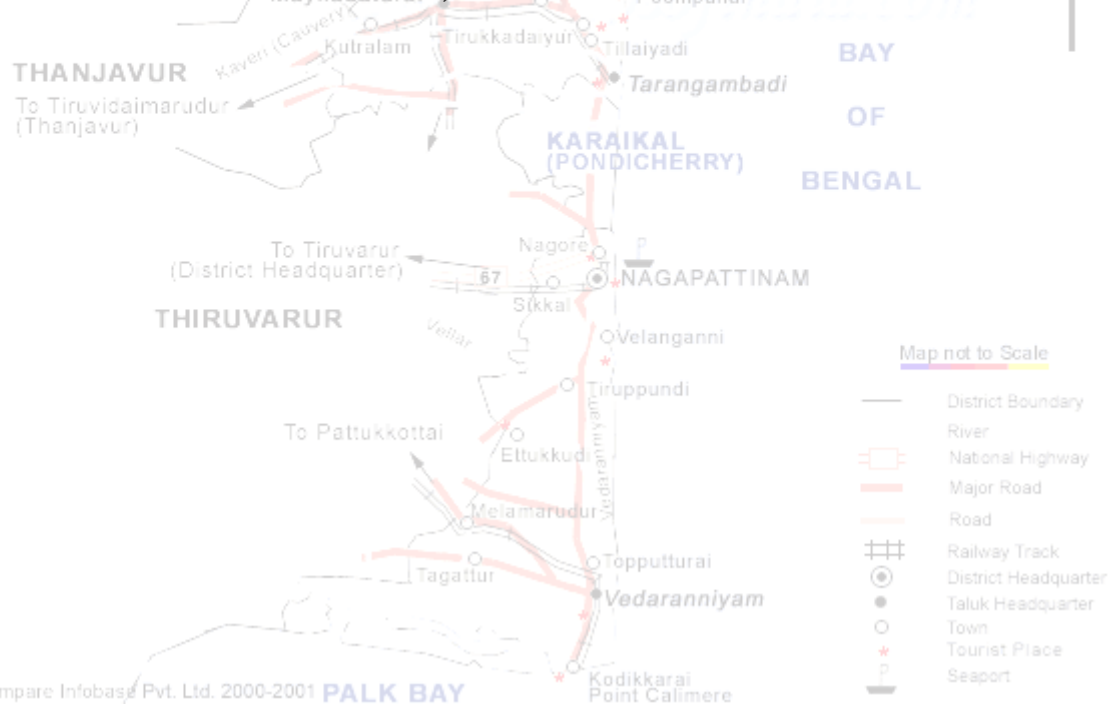 Kutralam
Tirukkadaiyur
Kaveri (Cauvery)
Tillaiyadi
BAY
THANJAVUR
Tarangambadi
To Tiruvidaimarudur
(Thanjavur)
OF
KARAIKAL
(PONDICHERRY)
BENGAL
Nagore
To Tiruvarur
(District Headquarter)
67
NAGAPATTINAM
Sikkal
THIRUVARUR
Vellar
Velanganni
Map not to Scale
Tiruppundi
District Boundary
To Pattukkottai
River
Ettukkudi
National Highway
Vedaranniyam
Major Road
Melamarudur
Road
Railway Track
Topputturai
Tagattur
District Headquarter
Vedaranniyam
Taluk Headquarter
Town
Tourist Place
Seaport
Kodikkarai
Point Calimere
Infobase Pvt. Ltd. 2000-2001
PALK BAY